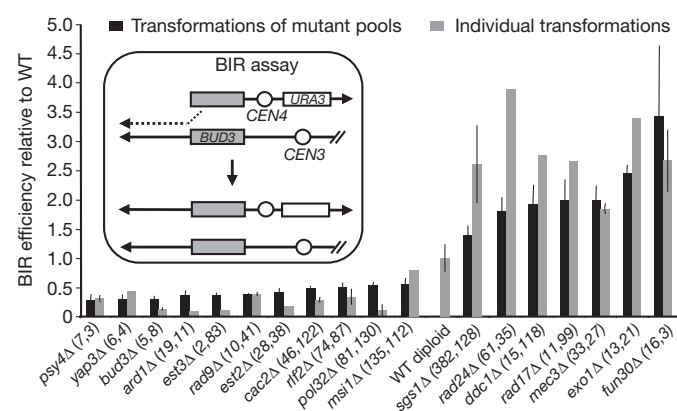 Transformations of mutant pools
Individual transformations
BIR efficiency relative to WT
5.0
4.5
4.0
3.5
3.0
2.5
2.0
1.5
1.0
0.5
0
BIR assay
URA3
CEN4
BUD3
CEN3
psy4Δ (7,3)
yap3Δ (6,4)
bud3Δ (5,8)
ard1Δ (19,11)
est3Δ (2,83)
rad9Δ (10,41)
est2Δ (28,38)
cac2Δ (46,122)
rif2Δ (74,87)
pol32Δ (81,130)
msi1Δ (135,112)
WT diploid
sgs1Δ (382,128)
rad24Δ (61,35)
ddc1Δ (15,118)
rad17Δ (11,99)
mec3Δ (33,27)
exo1Δ (13,21)
fun30Δ (16,3)